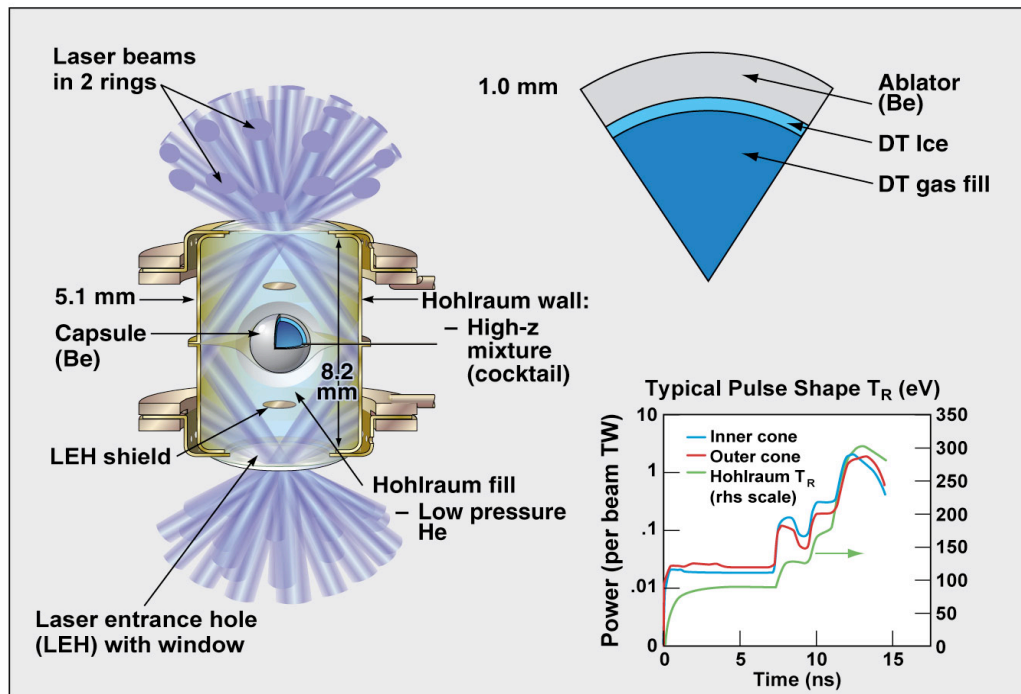 Laser beams
in 2 rings
1.0 mm
Ablator
(Be)
DT Ice
DT gas fill
5.1 mm
Hohlraum wall:
– High-z
mixture
(cocktail)
Capsule
(Be)
8.2
mm
LEH shield
Hohlraum fill
– Low pressure
He
Laser entrance hole
(LEH) with window
Typical Pulse Shape TR (eV)
Power (per beam TW)
10
1
.1
.01
0
Inner cone
Outer cone
Hohlraum TR
(rhs scale)
350
300
250
200
150
100
50
0
0 5 10 15
Time (ns)